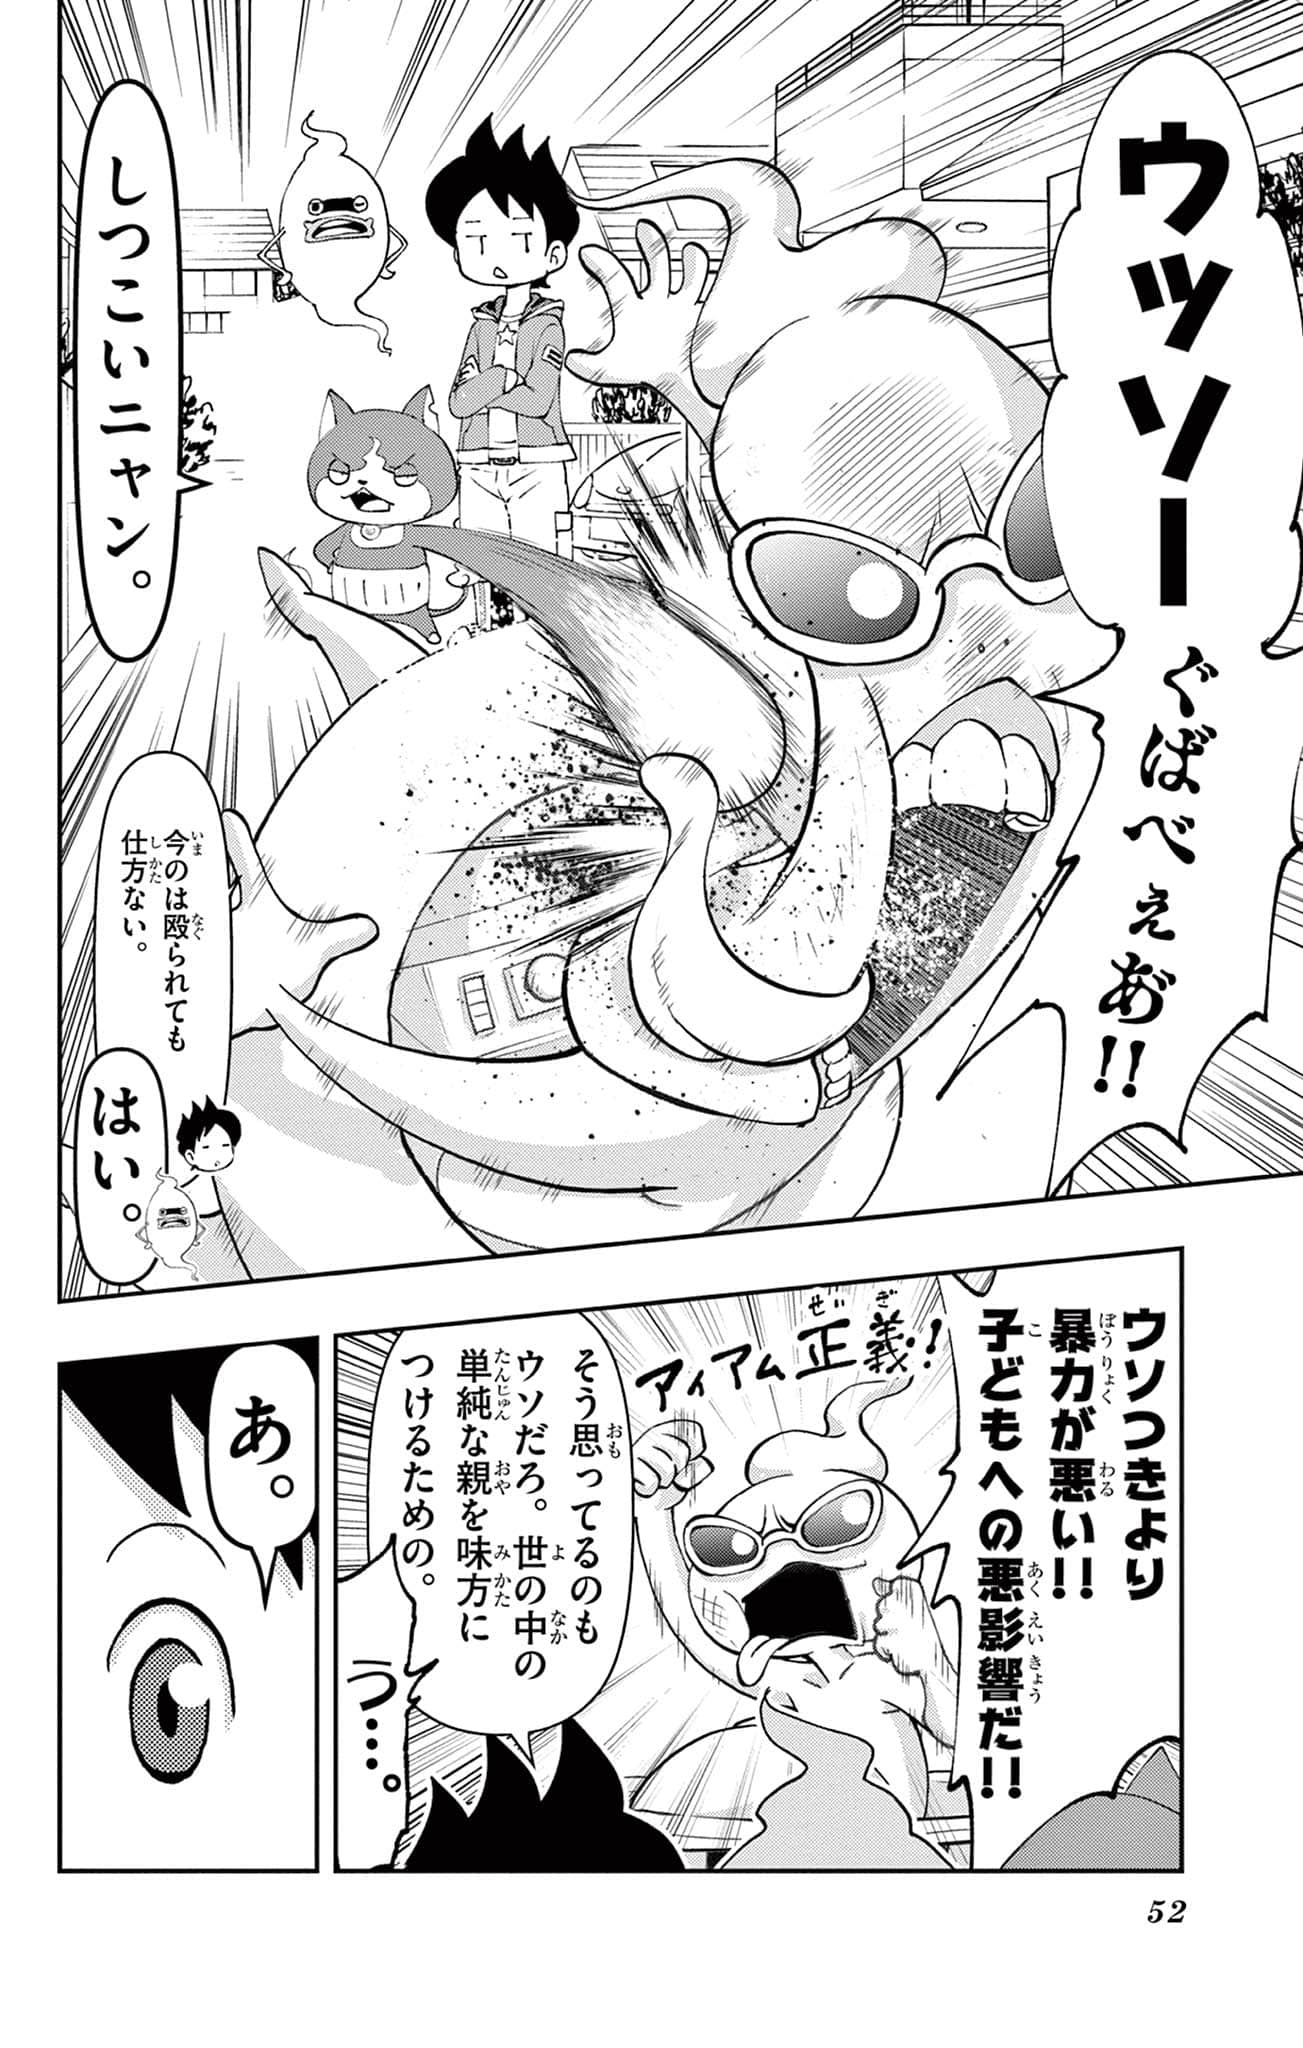 ウッソーぐばべぇあ゛!!
しつこいニャン。
今のは殴られても
仕方ない。
はい。
ウソつきより
暴力が悪い!!
子どもへの悪影響だ!!
アイアム正義!
そう思ってるのも
ウソだろ。世の中の
単純な親を味方に
つけるための。
う…。
あ。
52